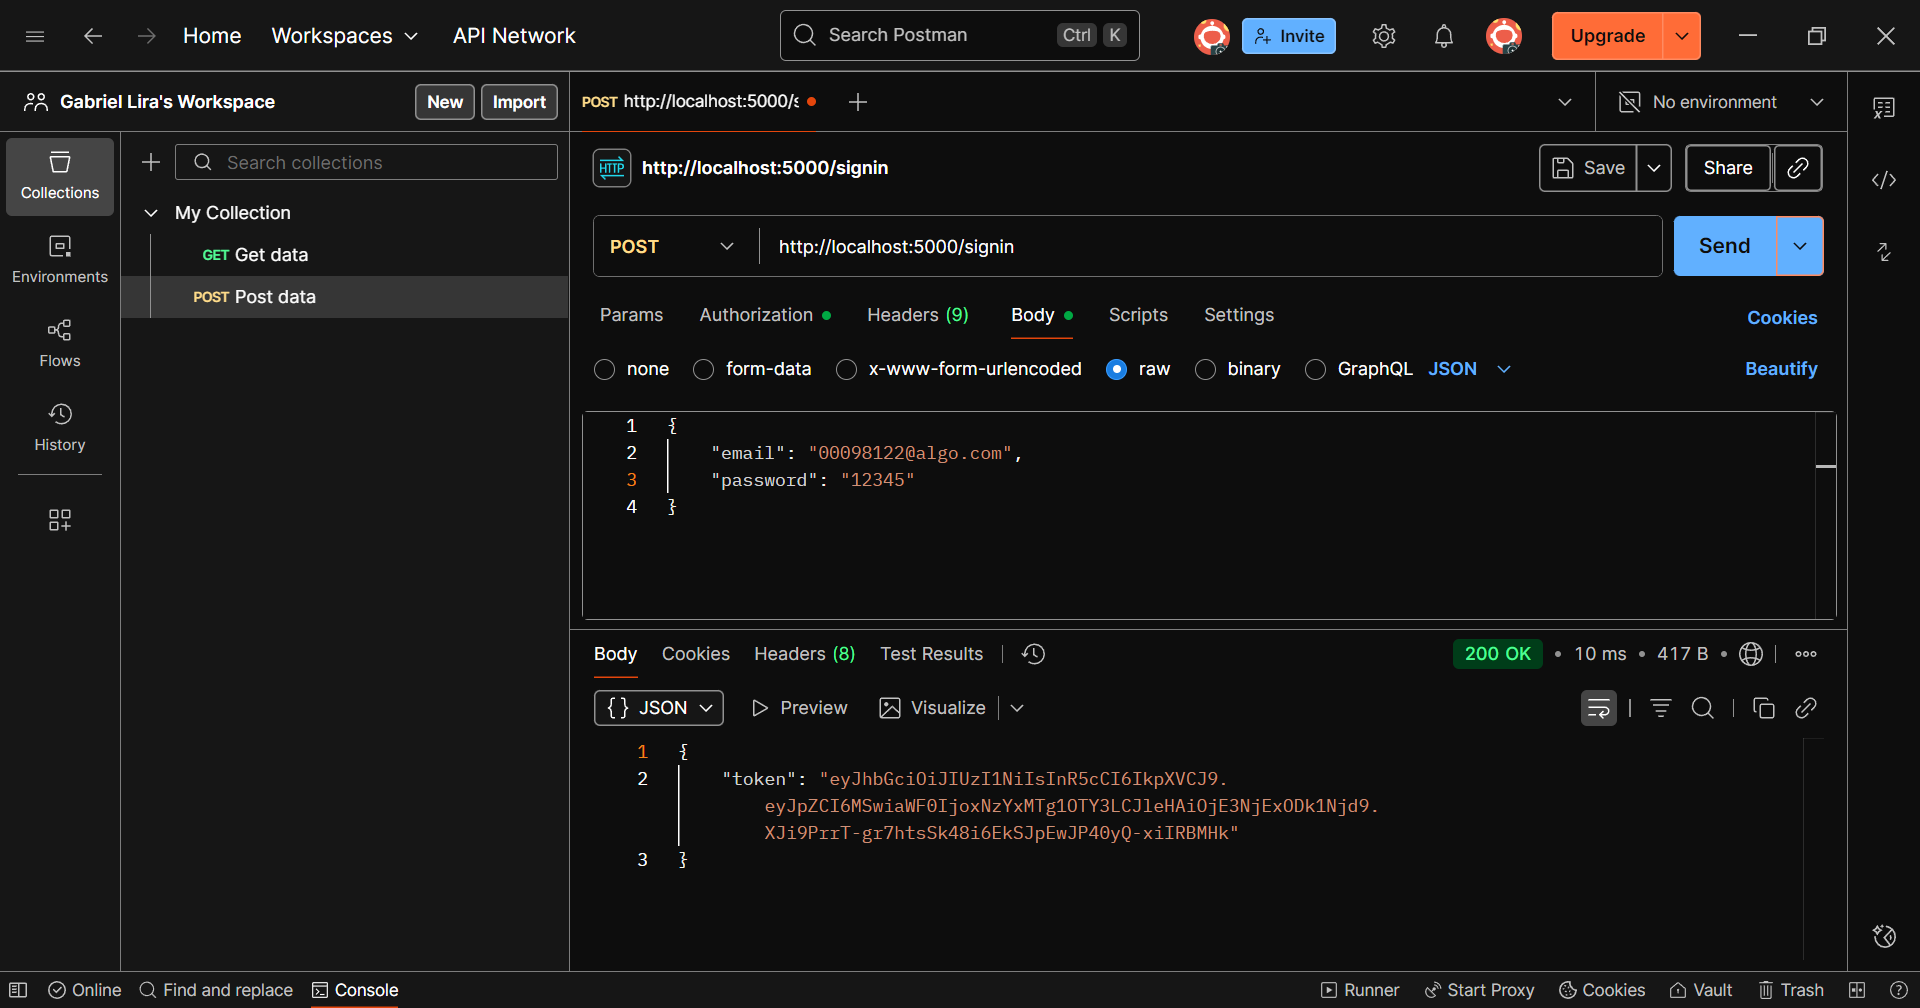 Home Workspaces API Network Search Postman Ctrl K Invite Upgrade
Gabriel Lira's Workspace New Import POST http://localhost:5000/s No environment
Collections
Environments
Flows
History
Search collections
My Collection
GET Get data
POST Post data
HTTP http://localhost:5000/signin Save Share
POST http://localhost:5000/signin Send
Params Authorization Headers (9) Body Scripts Settings Cookies
none form-data x-www-form-urlencoded raw binary GraphQL JSON Beautify
1 {
2 "email": "00098122@algo.com",
3 "password": "12345"
4 }
Body Cookies Headers (8) Test Results 200 OK • 10 ms • 417 B •
{} JSON Preview Visualize
1 {
2 "token": "eyJhbGciOiJIUzI1NiIsInR5cCI6IkpXVCJ9.
eyJpZCI6MSwiaWF0IjoxNzYxMTg1OTY3LCJleHAiOjE3NjExODk1Njd9.
XJi9PrrT-gr7htsSk48i6EkSJpEwJP40yQ-xiIRBMHk"
3 }
Online Find and replace Console Runner Start Proxy Cookies Vault Trash